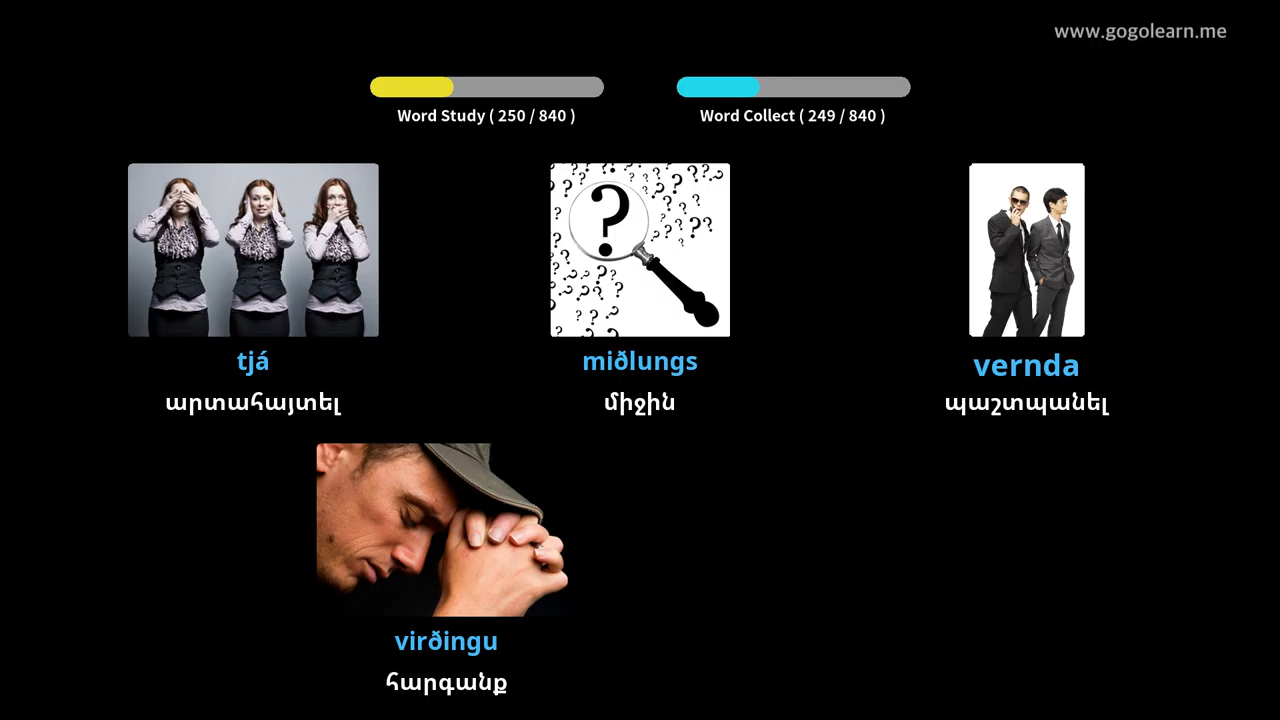 www.gogolearn.me
Word Study ( 250 / 840 )
Word Collect ( 249 / 840 )
tjá
արտահայտել
miðlungs
միջին
vernda
պաշտպանել
virðingu
հարգանք